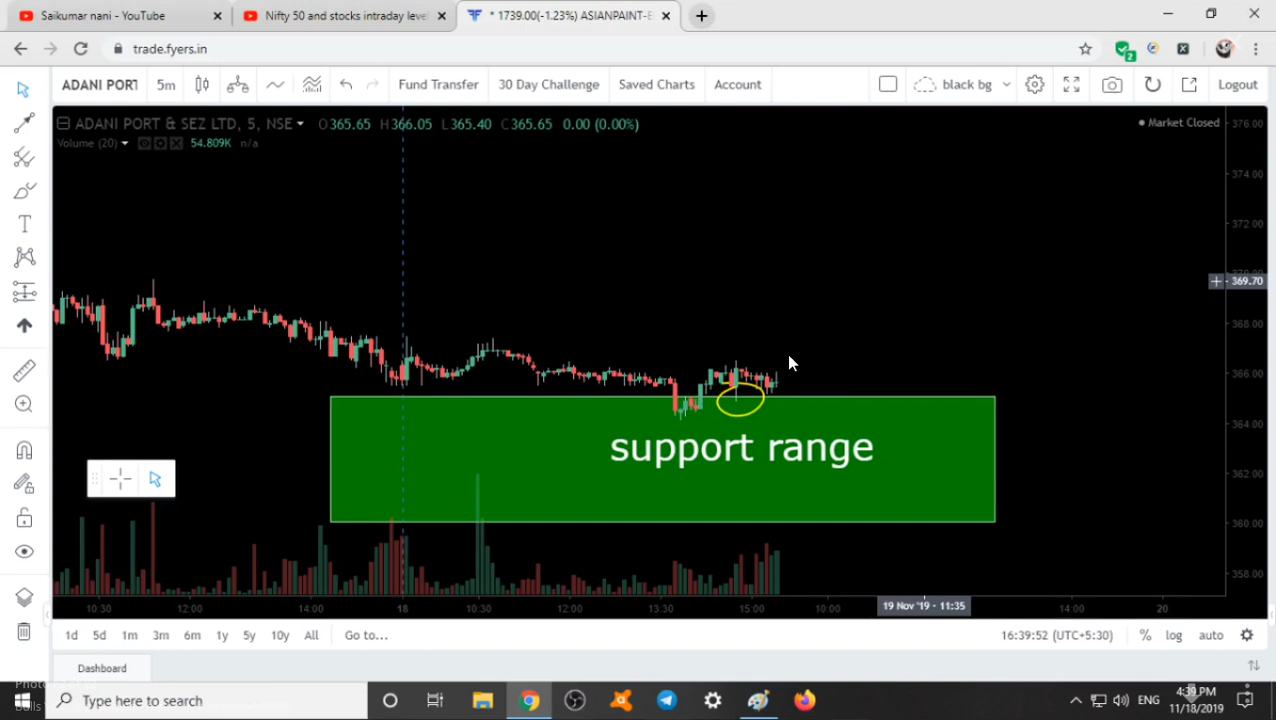 Saikumar nani - YouTube
Nifty 50 and stocks intraday leve
* 1739.00(-1.23%) ASIANPAINT-E
trade.fyers.in
2
ADANI PORT
5m
Fund Transfer
30 Day Challenge
Saved Charts
Account
black bg
Logout
ADANI PORT & SEZ LTD, 5, NSE
O365.65 H366.05 L365.40 C365.65 0.00 (0.00%)
Market Closed
Volume (20)
54.809K n/a
376.00
374.00
372.00
369.70
368.00
366.00
364.00
362.00
360.00
358.00
support range
10:30 12:00 14:00 18 10:30 12:00 13:30 15:00 10:00 19 Nov '19 - 11:35 14:00 20
1d 5d 1m 3m 6m 1y 5y 10y All Go to...
16:39:52 (UTC+5:30) % log auto
Dashboard
Type here to search
ENG
4:39 PM
11/18/2019